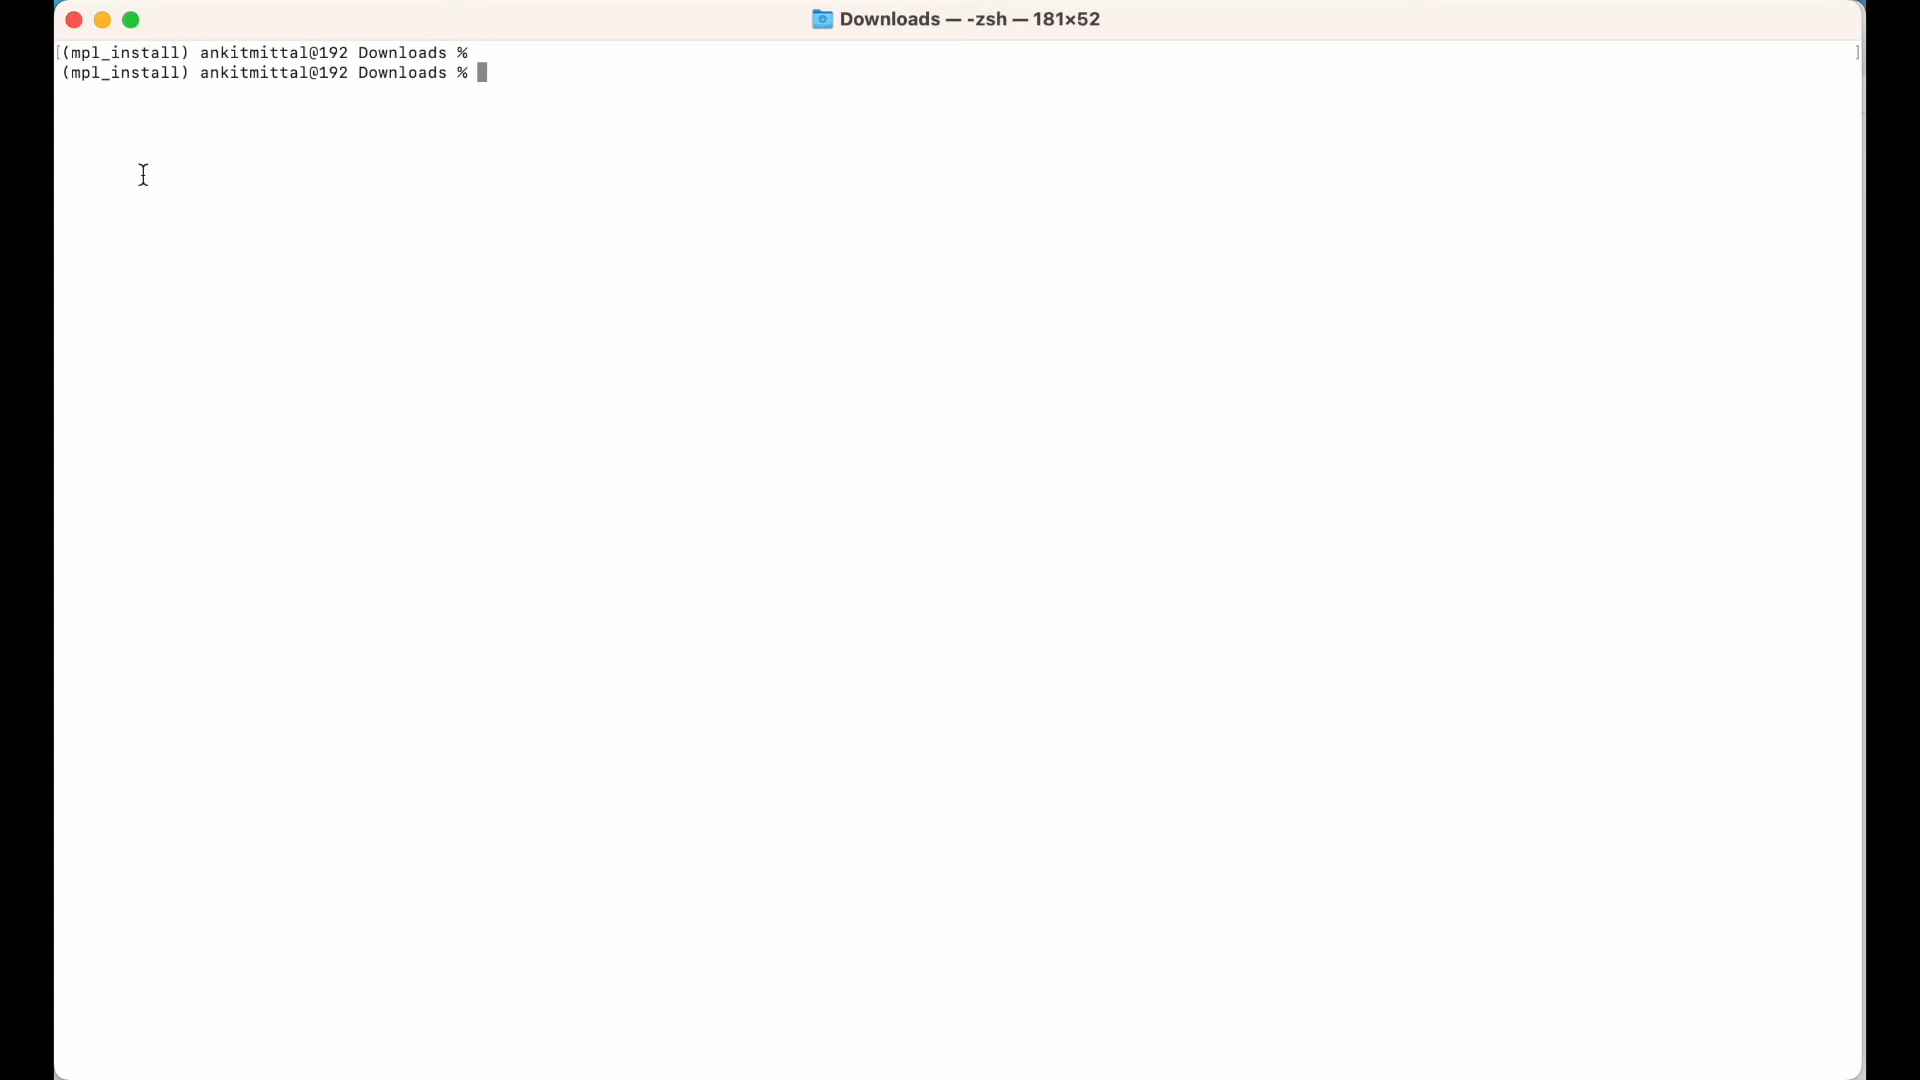 Downloads — -zsh — 181×52
[(mpl_install) ankitmittal@192 Downloads % ]
(mpl_install) ankitmittal@192 Downloads %